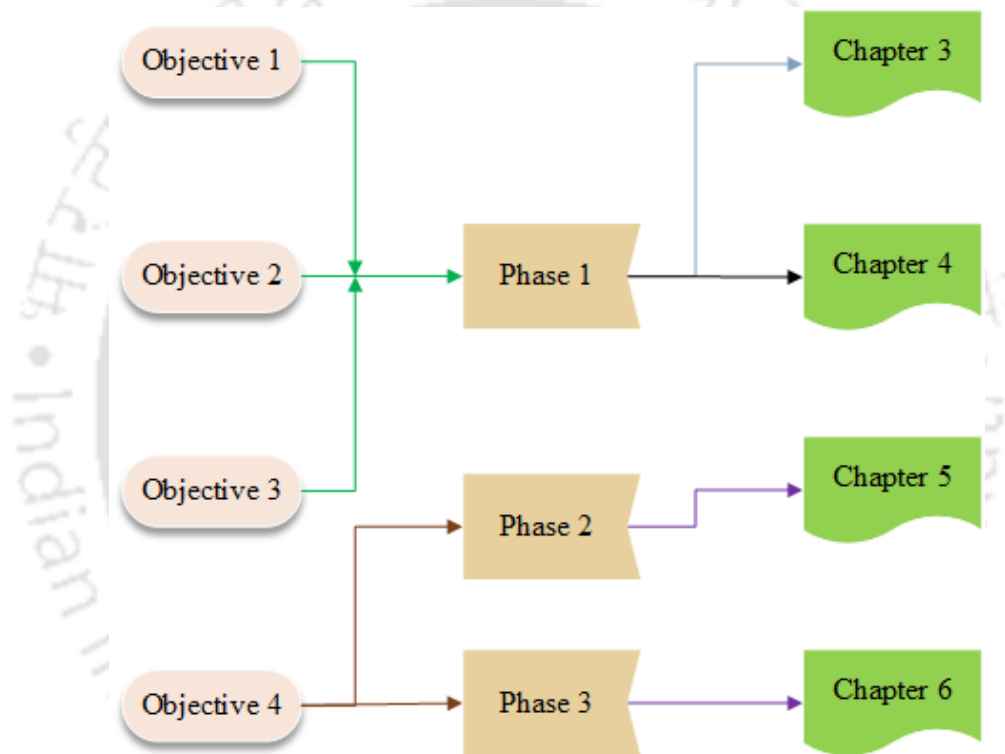 Objective 1
Chapter 3
Objective 2
Phase 1
Chapter 4
Objective 3
Phase 2
Chapter 5
Objective 4
Phase 3
Chapter 6
Indian